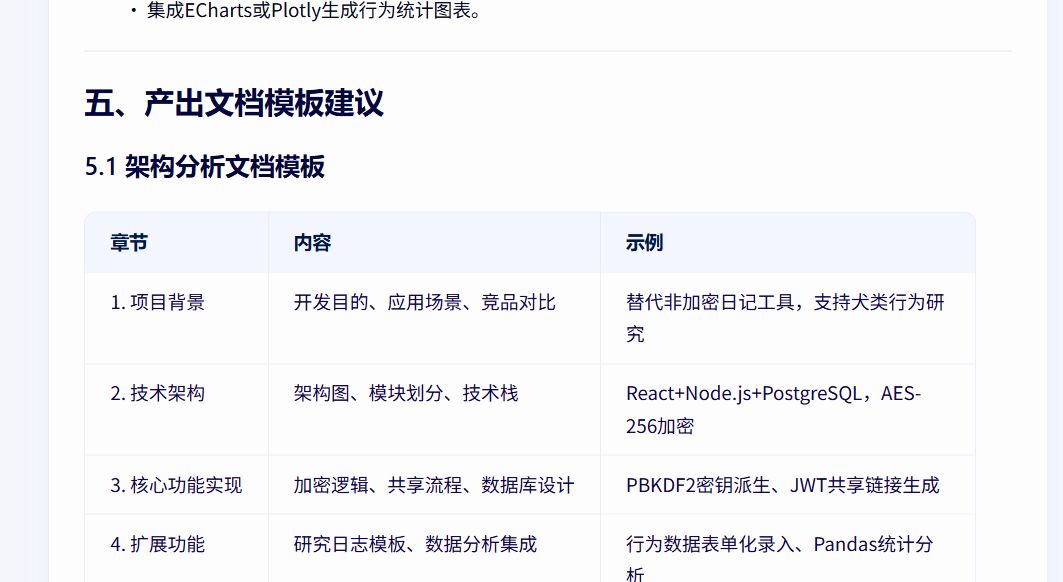 • 集成ECharts或Plotly生成行为统计图表。
五、产出文档模板建议
5.1 架构分析文档模板
章节 内容 示例
1. 项目背景 开发目的、应用场景、竞品对比 替代非加密日记工具，支持犬类行为研
究
2. 技术架构 架构图、模块划分、技术栈 React+Node.js+PostgreSQL，AES-
256加密
3. 核心功能实现 加密逻辑、共享流程、数据库设计 PBKDF2密钥派生、JWT共享链接生成
4. 扩展功能 研究日志模板、数据分析集成 行为数据表单化录入、Pandas统计分
析